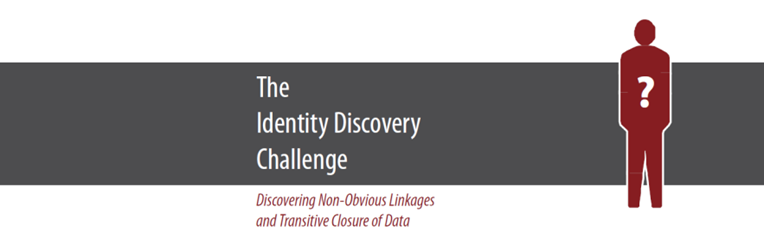 The
Identity Discovery
Challenge
?
Discovering Non-Obvious Linkages
and Transitive Closure of Data